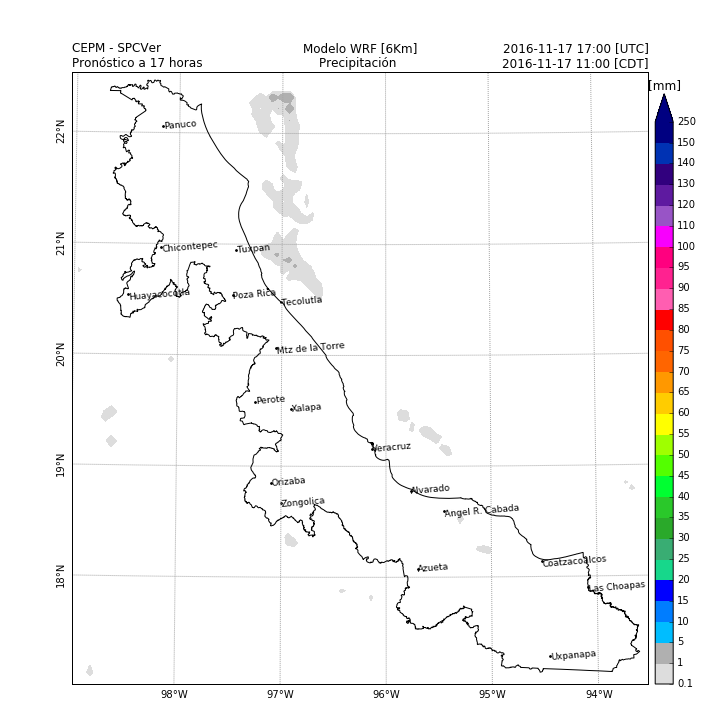 CEPM - SPCVer Modelo WRF [6Km] 2016-11-17 17:00 [UTC]
Pronóstico a 17 horas Precipitación 2016-11-17 11:00 [CDT]
[mm]
250
150
140
130
120
110
100
95
90
85
80
75
70
65
60
55
50
45
40
35
30
25
20
15
10
5
1
0.1
22°N
21°N
20°N
19°N
18°N
Panuco
Chicontepec
Tuxpan
Huayacocotla
Poza Rica
Tecolutla
Mtz de la Torre
Perote
Xalapa
Veracruz
Orizaba
Alvarado
Zongolica
Angel R. Cabada
Azueta
Coatzacoalcos
Las Choapas
Uxpanapa
98°W 97°W 96°W 95°W 94°W